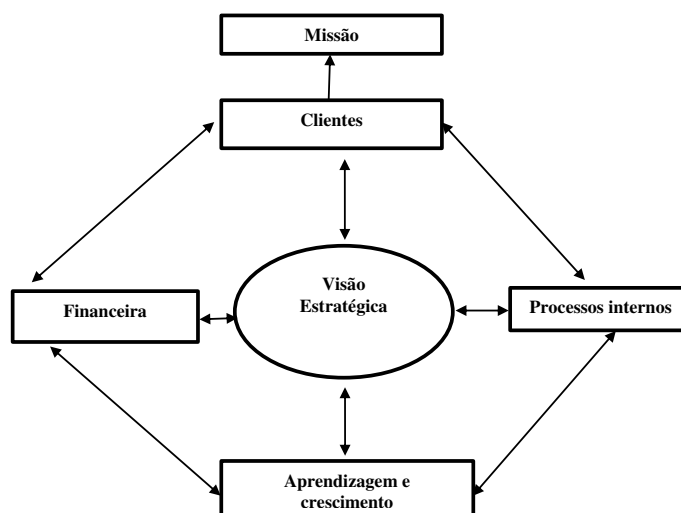 Missão
Clientes
Visão
Estratégica
Financeira
Processos internos
Aprendizagem e
crescimento